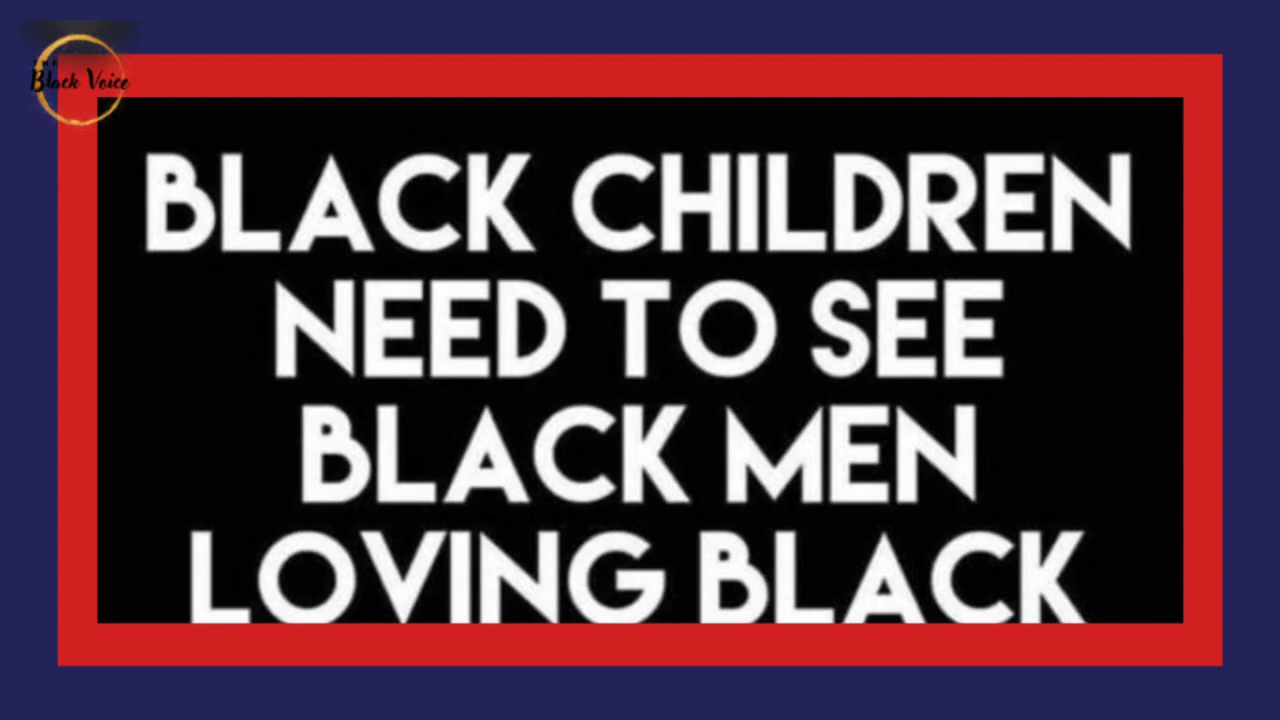 Black Voice
BLACK CHILDREN
NEED TO SEE
BLACK MEN
LOVING BLACK